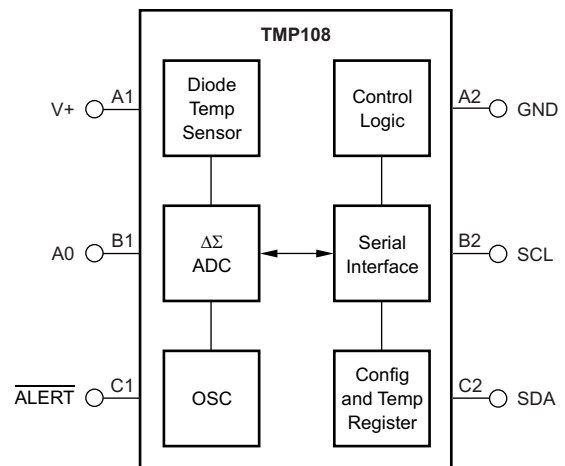 TMP108
Diode
Temp
Sensor
Control
Logic
V+
A1
A2
GND
ΔΣ
ADC
Serial
Interface
A0
B1
B2
SCL
OSC
Config
and Temp
Register
ALERT
C1
C2
SDA